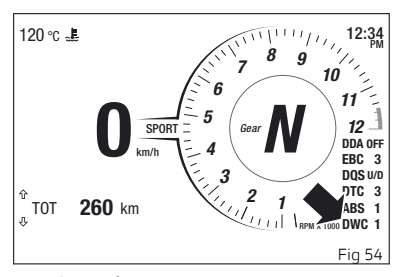 120 °C
12:34
PM
8
9
7
10
6
11
5
12
SPORT
0
km/h
Gear
N
4
3
2
1
RPM x 1000
DDA OFF
EBC 3
DQS U/D
DTC 3
ABS 1
DWC 1
TOT 260 km
Fig 54